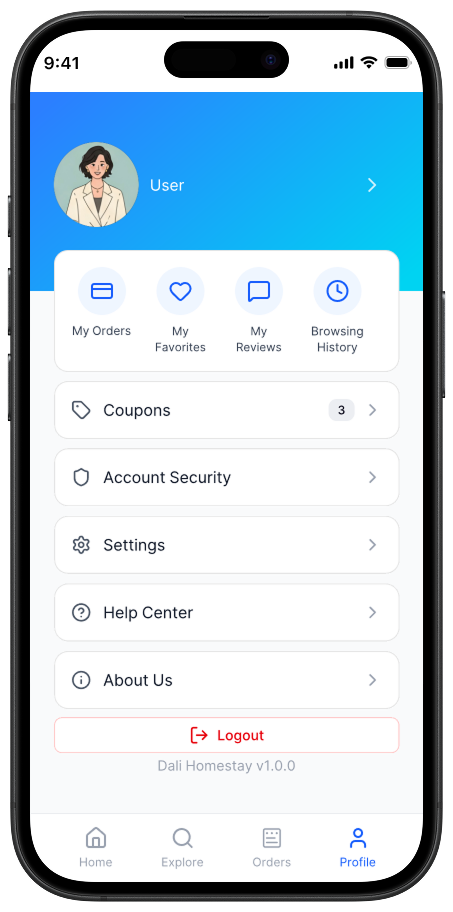 9:41
User
My Orders
My
Favorites
My
Reviews
Browsing
History
Coupons
3
Account Security
Settings
Help Center
About Us
Logout
Dali Homestay v1.0.0
Home
Explore
Orders
Profile